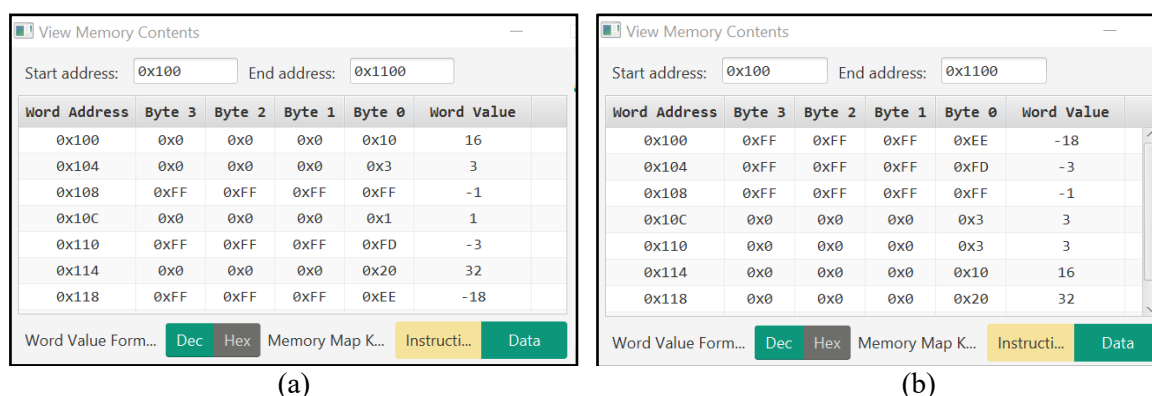 View Memory Contents
Start address: 0x100 End address: 0x1100
Word Address Byte 3 Byte 2 Byte 1 Byte 0 Word Value
0x100 0x0 0x0 0x0 0x10 16
0x104 0x0 0x0 0x0 0x3 3
0x108 0xFF 0xFF 0xFF 0xFF -1
0x10C 0x0 0x0 0x0 0x1 1
0x110 0xFF 0xFF 0xFF 0xFD -3
0x114 0x0 0x0 0x0 0x20 32
0x118 0xFF 0xFF 0xFF 0xEE -18
Word Value Form... Dec Hex Memory Map K... Instructi... Data
(a)
View Memory Contents
Start address: 0x100 End address: 0x1100
Word Address Byte 3 Byte 2 Byte 1 Byte 0 Word Value
0x100 0xFF 0xFF 0xFF 0xEE -18
0x104 0xFF 0xFF 0xFF 0xFD -3
0x108 0xFF 0xFF 0xFF 0xFF -1
0x10C 0x0 0x0 0x0 0x3 3
0x110 0x0 0x0 0x0 0x3 3
0x114 0x0 0x0 0x0 0x10 16
0x118 0x0 0x0 0x0 0x20 32
Word Value Form... Dec Hex Memory Map K... Instructi... Data
(b)